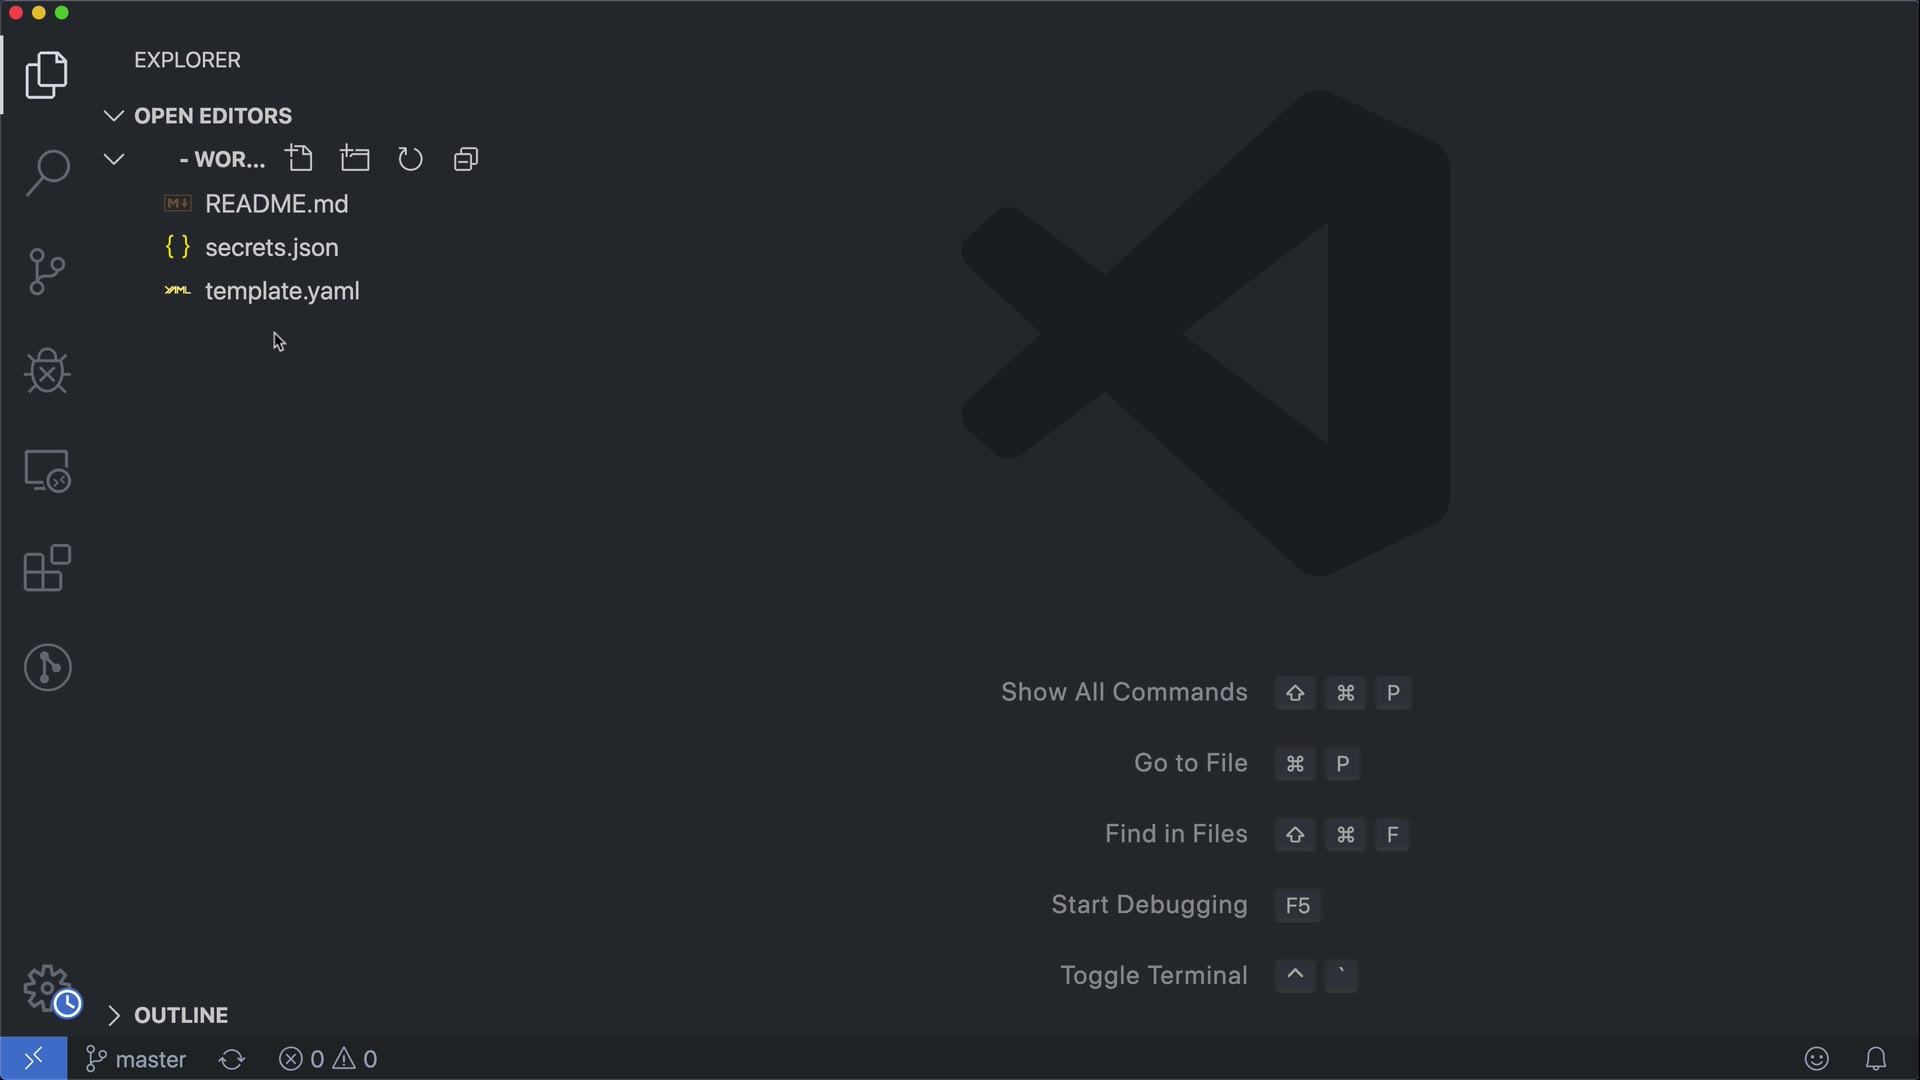 EXPLORER
OPEN EDITORS
- WOR...
README.md
secrets.json
template.yaml
Show All Commands ⇧ ⌘ P
Go to File ⌘ P
Find in Files ⇧ ⌘ F
Start Debugging F5
Toggle Terminal ^ `
OUTLINE
master 0 0